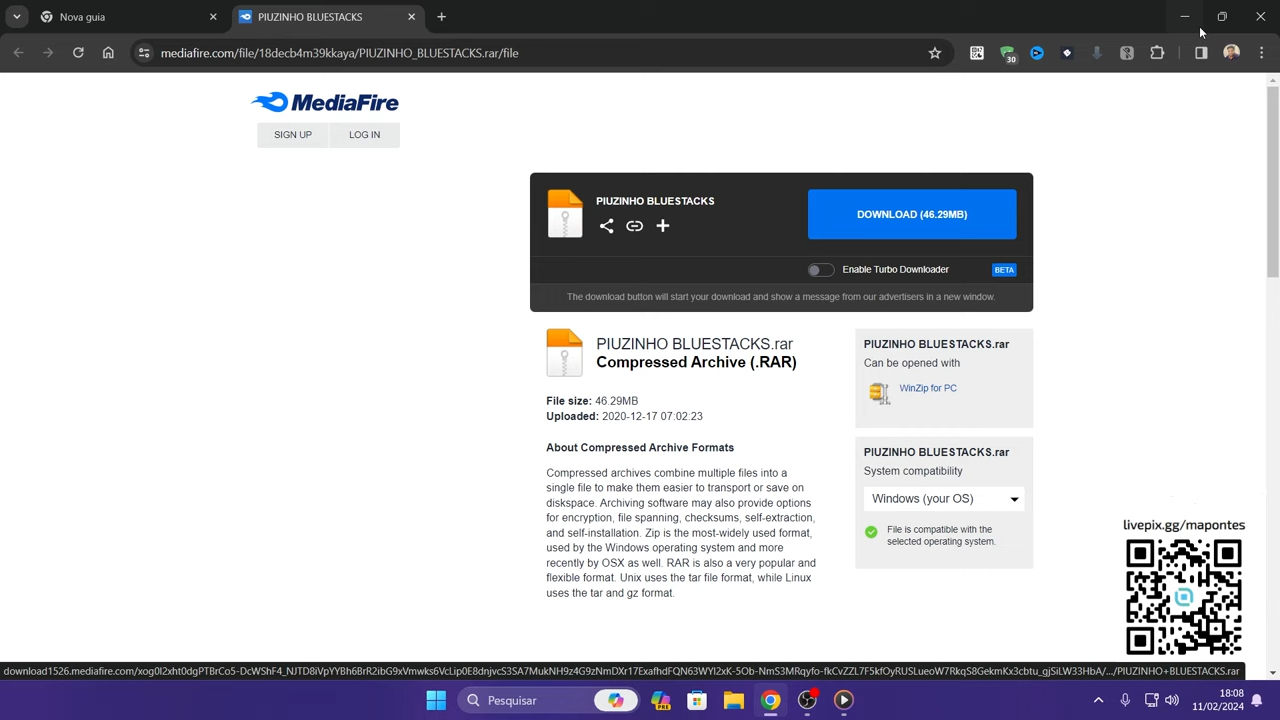 Nova guia
PIUZINHO BLUESTACKS
mediafire.com/file/18decb4m39kkaya/PIUZINHO_BLUESTACKS.rar/file
30
MediaFire
SIGN UP
LOG IN
PIUZINHO BLUESTACKS
DOWNLOAD (46.29MB)
Enable Turbo Downloader
BETA
The download button will start your download and show a message from our advertisers in a new window.
PIUZINHO BLUESTACKS.rar
Compressed Archive (.RAR)
File size: 46.29MB
Uploaded: 2020-12-17 07:02:23
About Compressed Archive Formats
Compressed archives combine multiple files into a
single file to make them easier to transport or save on
diskspace. Archiving software may also provide options
for encryption, file spanning, checksums, self-extraction,
and self-installation. Zip is the most-widely used format,
used by the Windows operating system and more
recently by OSX as well. RAR is also a very popular and
flexible format. Unix uses the tar file format, while Linux
uses the tar and gz format.
PIUZINHO BLUESTACKS.rar
Can be opened with
WinZip for PC
PIUZINHO BLUESTACKS.rar
System compatibility
Windows (your OS)
File is compatible with the
selected operating system.
livepix.gg/mapontes
Pesquisar
PRE
18:08
11/02/2024